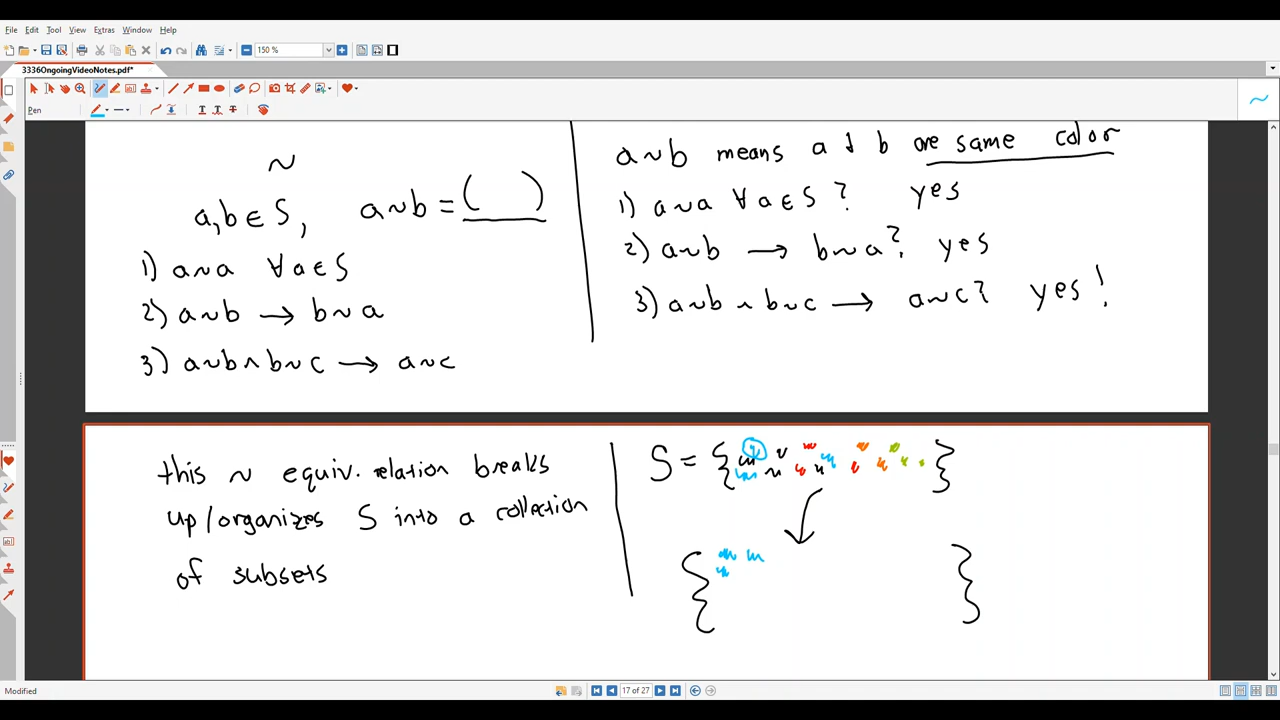 File Edit Tool View Extras Window Help
150 %
3336OngoingVideoNotes.pdf*
Pen
~
a,b ∈ S, a~b = ( )
1) a~a ∀a∈S
2) a~b → b~a
3) a~b ∧ b~c → a~c
a~b means a & b are same color
1) a~a ∀a∈S? yes
2) a~b → b~a? yes
3) a~b ∧ b~c → a~c? yes!
this ~ equiv. relation breaks
up/organizes S into a collection
of subsets
S = { }
{ }
Modified
17 of 27